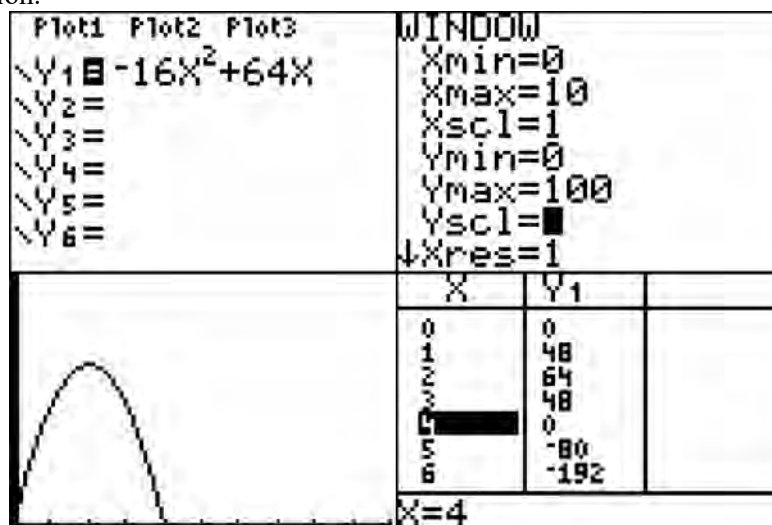 ion.
Plot1 Plot2 Plot3
\Y1=-16X²+64X
\Y2=
\Y3=
\Y4=
\Y5=
\Y6=
WINDOW
Xmin=0
Xmax=10
Xscl=1
Ymin=0
Ymax=100
Yscl=
↓Xres=1
X Y1
0 0
1 48
2 64
3 48
4 0
5 -80
6 -192
X=4